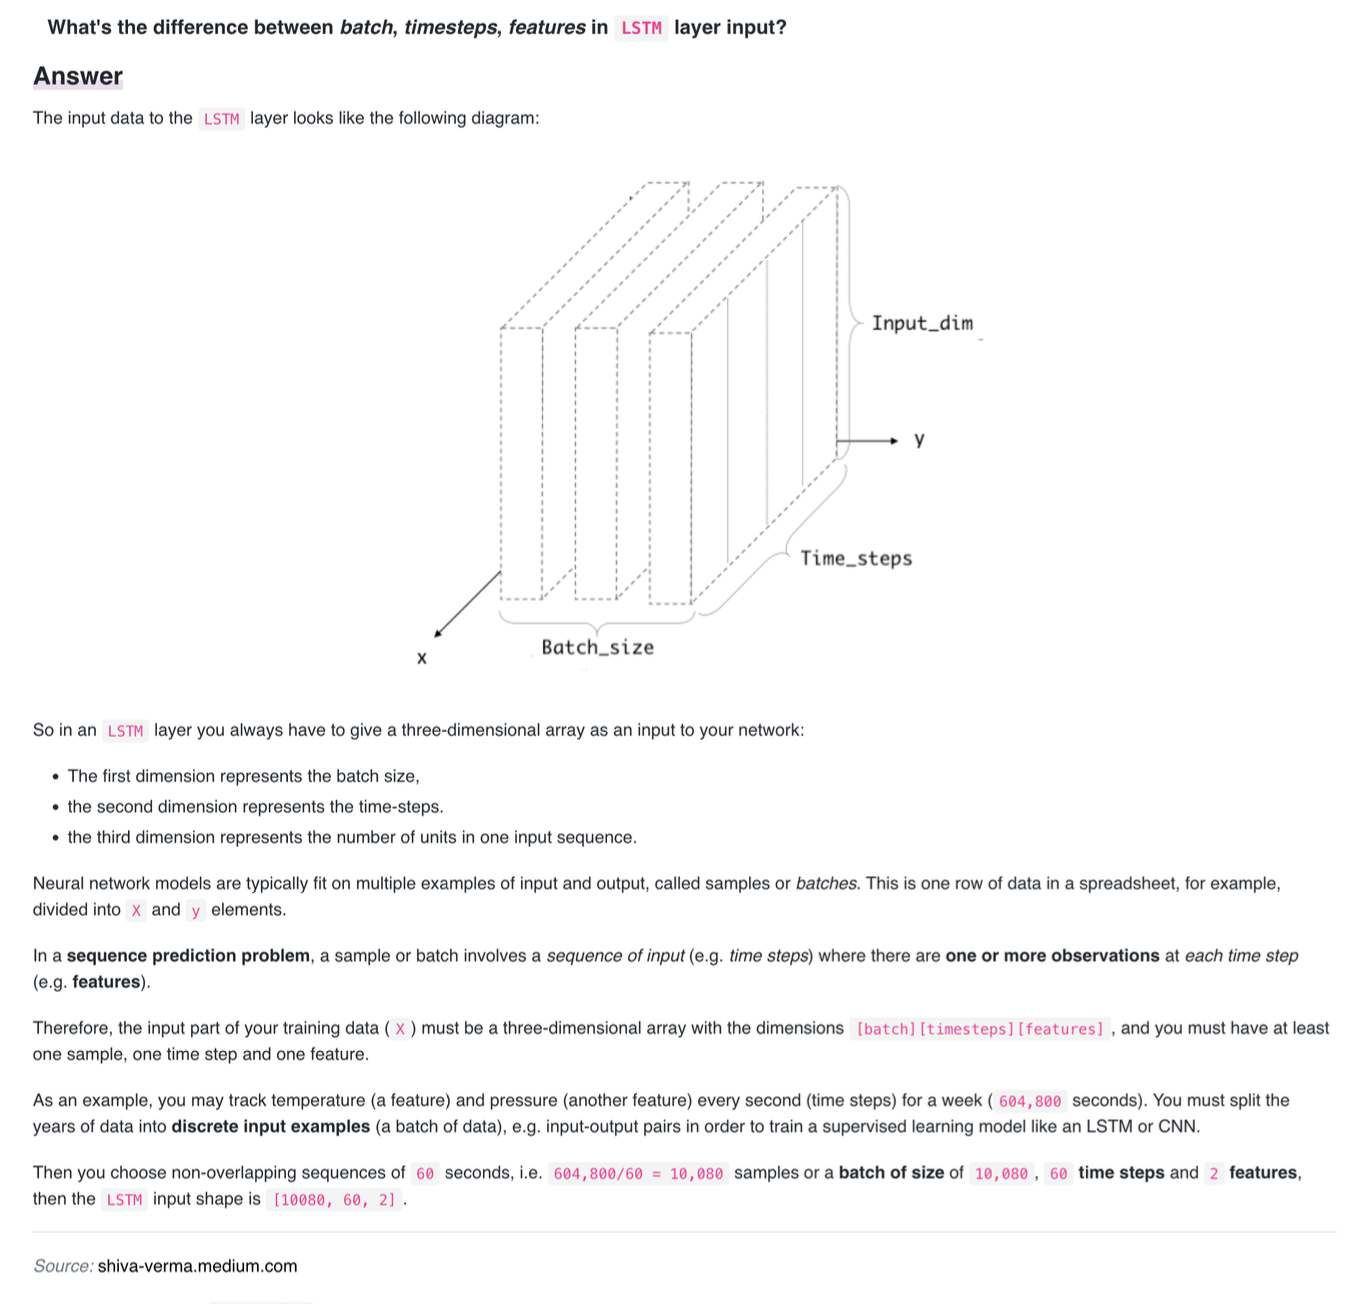 What's the difference between batch, timesteps, features in LSTM layer input?
Answer
The input data to the LSTM layer looks like the following diagram:
Input_dim
y
Time_steps
Batch_size
x
So in an LSTM layer you always have to give a three-dimensional array as an input to your network:
• The first dimension represents the batch size,
• the second dimension represents the time-steps.
• the third dimension represents the number of units in one input sequence.
Neural network models are typically fit on multiple examples of input and output, called samples or batches. This is one row of data in a spreadsheet, for example,
divided into X and y elements.
In a sequence prediction problem, a sample or batch involves a sequence of input (e.g. time steps) where there are one or more observations at each time step
(e.g. features).
Therefore, the input part of your training data ( X ) must be a three-dimensional array with the dimensions [batch][timesteps][features] , and you must have at least
one sample, one time step and one feature.
As an example, you may track temperature (a feature) and pressure (another feature) every second (time steps) for a week ( 604,800 seconds). You must split the
years of data into discrete input examples (a batch of data), e.g. input-output pairs in order to train a supervised learning model like an LSTM or CNN.
Then you choose non-overlapping sequences of 60 seconds, i.e. 604,800/60 = 10,080 samples or a batch of size of 10,080 , 60 time steps and 2 features,
then the LSTM input shape is [10080, 60, 2] .
Source: shiva-verma.medium.com